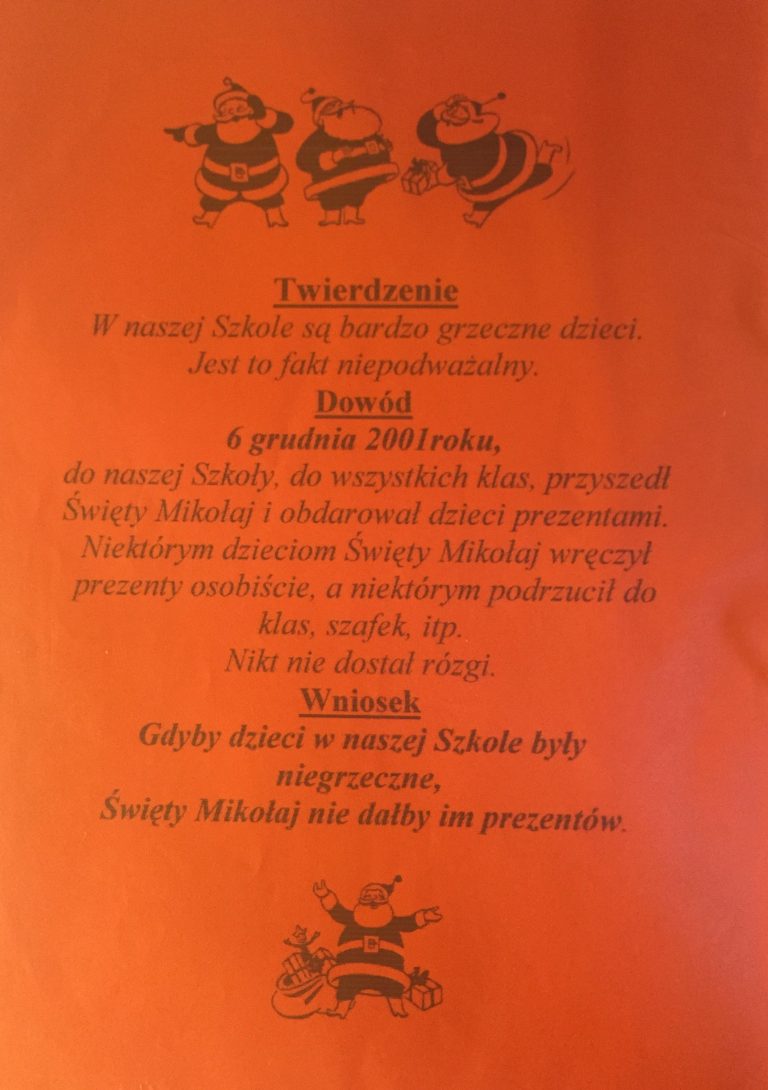 Twierdzenie
W naszej Szkole są bardzo grzeczne dzieci.
Jest to fakt niepodważalny.
Dowód
6 grudnia 2001roku,
do naszej Szkoły, do wszystkich klas, przyszedł
Święty Mikołaj i obdarował dzieci prezentami.
Niektórym dzieciom Święty Mikołaj wręczył
prezenty osobiście, a niektórym podrzucił do
klas, szafek, itp.
Nikt nie dostał rózgi.
Wniosek
Gdyby dzieci w naszej Szkole były
niegrzeczne,
Święty Mikołaj nie dałby im prezentów.